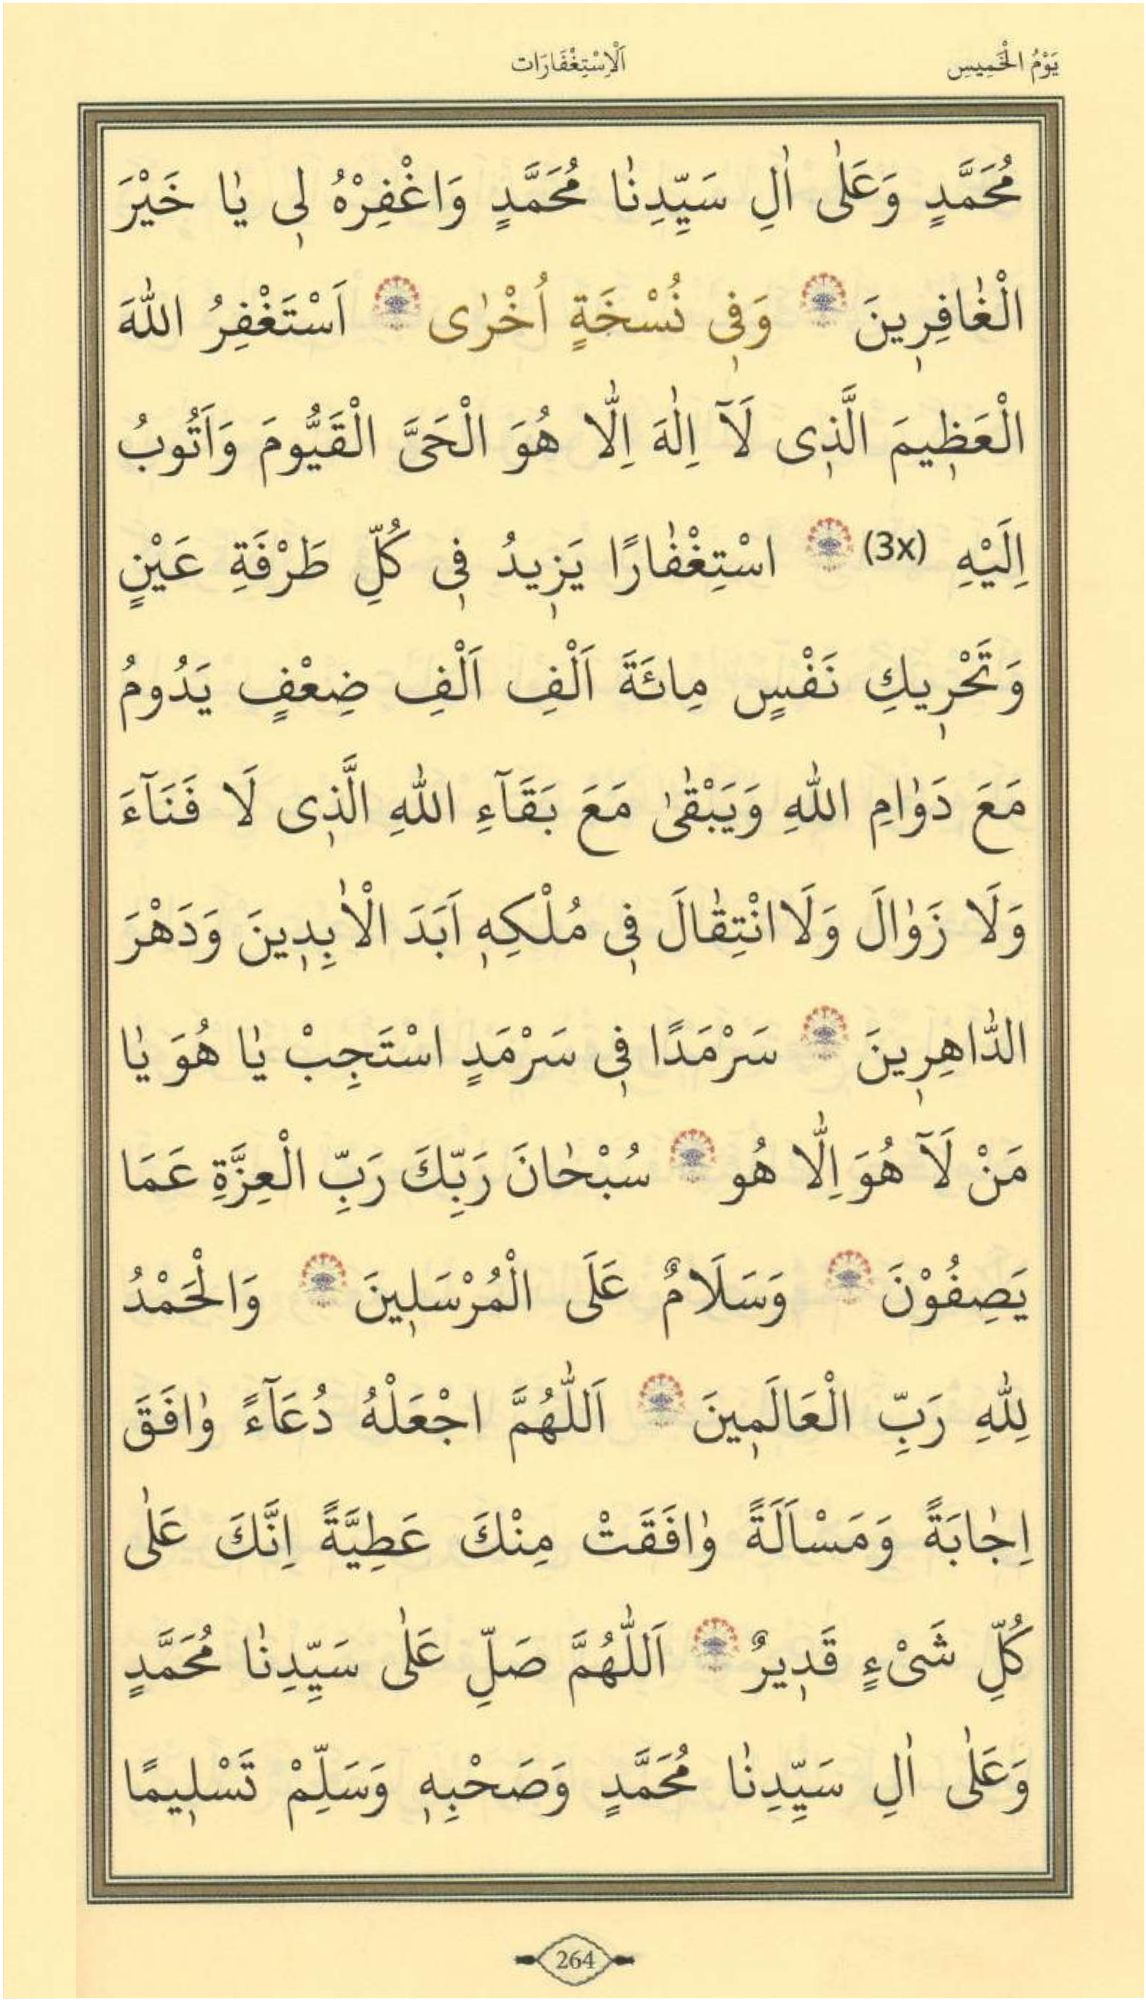 يَوْمُ الْخَمِيسِ
اَلْاِسْتِغْفَارَات
مُحَمَّدٍ وَعَلٰى اٰلِ سَيِّدِنٰا مُحَمَّدٍ وَاغْفِرْهُ لٖى يٰا خَيْرَ
الْغٰافِرٖينَ وَفٖى نُسْخَةٍ اُخْرٰى اَسْتَغْفِرُ اللّٰهَ
الْعَظٖيمَ الَّذٖى لَآ اِلٰهَ اِلّٰا هُوَ الْحَىَّ الْقَيُّومَ وَاَتُوبُ
اِلَيْهِ (3x) اسْتِغْفٰارًا يَزٖيدُ فٖى كُلِّ طَرْفَةِ عَيْنٍ
وَتَحْرٖيكِ نَفْسٍ مِائَةَ اَلْفِ اَلْفِ ضِعْفٍ يَدُومُ
مَعَ دَوٰامِ اللّٰهِ وَيَبْقٰى مَعَ بَقَآءِ اللّٰهِ الَّذٖى لَا فَنَآءَ
وَلَا زَوٰالَ وَلَا انْتِقٰالَ فٖى مُلْكِهٖ اَبَدَ الْاٰبِدٖينَ وَدَهْرَ
الدّٰاهِرٖينَ سَرْمَدًا فٖى سَرْمَدٍ اسْتَجِبْ يٰا هُوَ يٰا
مَنْ لَآ هُوَ اِلّٰا هُو سُبْحٰانَ رَبِّكَ رَبِّ الْعِزَّةِ عَمَا
يَصِفُوْنَ وَسَلَامٌ عَلَى الْمُرْسَلٖينَ وَالْحَمْدُ
لِلّٰهِ رَبِّ الْعَالَمٖينَ اَللّٰهُمَّ اجْعَلْهُ دُعَآءً وٰافَقَ
اِجٰابَةً وَمَسْاَلَةً وٰافَقَتْ مِنْكَ عَطِيَّةً اِنَّكَ عَلٰى
كُلِّ شَىْءٍ قَدٖيرٌ اَللّٰهُمَّ صَلِّ عَلٰى سَيِّدِنٰا مُحَمَّدٍ
وَعَلٰى اٰلِ سَيِّدِنٰا مُحَمَّدٍ وَصَحْبِهٖ وَسَلِّمْ تَسْلٖيمًا
264